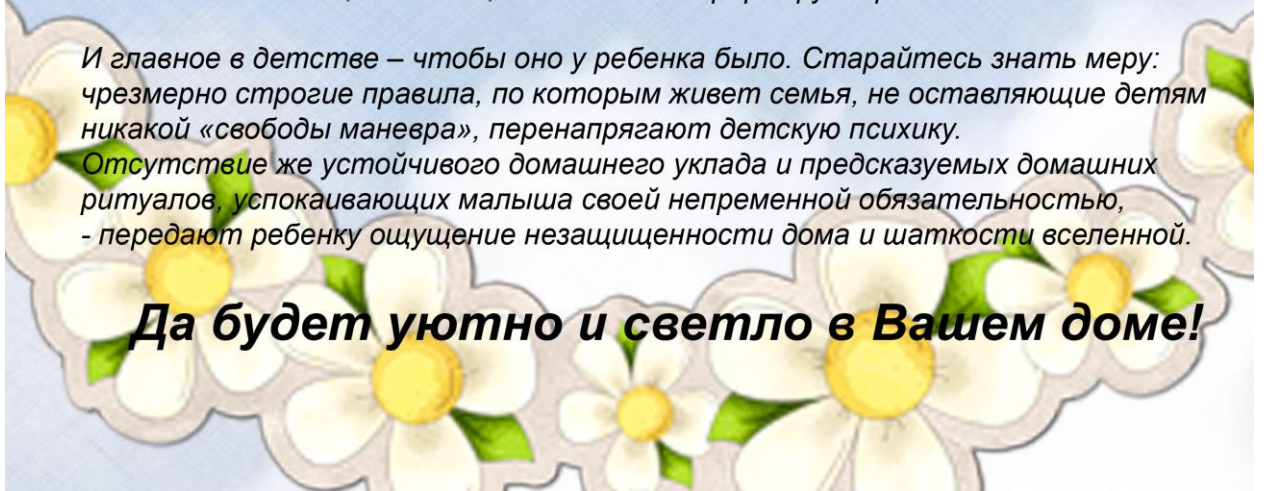 И главное в детстве – чтобы оно у ребенка было. Старайтесь знать меру:
чрезмерно строгие правила, по которым живет семья, не оставляющие детям
никакой «свободы маневра», перенапрягают детскую психику.
Отсутствие же устойчивого домашнего уклада и предсказуемых домашних
ритуалов, успокаивающих малыша своей непременной обязательностью,
- передают ребенку ощущение незащищенности дома и шаткости вселенной.
Да будет уютно и светло в Вашем доме!